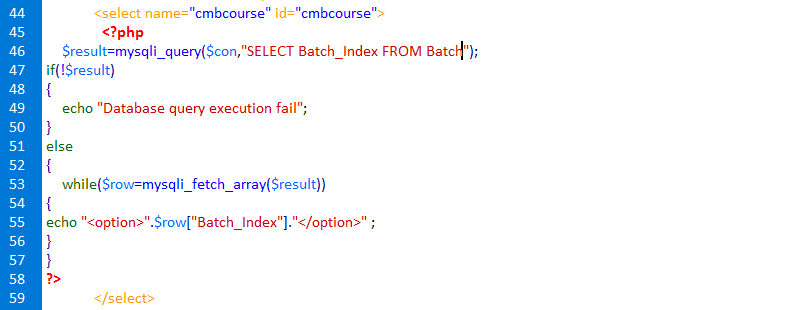 44 <select name="cmbcourse" id="cmbcourse">
45 <?php
46 $result=mysqli_query($con,"SELECT Batch_Index FROM Batch");
47 if(!$result)
48 {
49 echo "Database query execution fail";
50 }
51 else
52 {
53 while($row=mysqli_fetch_array($result))
54 {
55 echo "<option>".$row["Batch_Index"]."</option>" ;
56 }
57 }
58 ?>
59 </select>